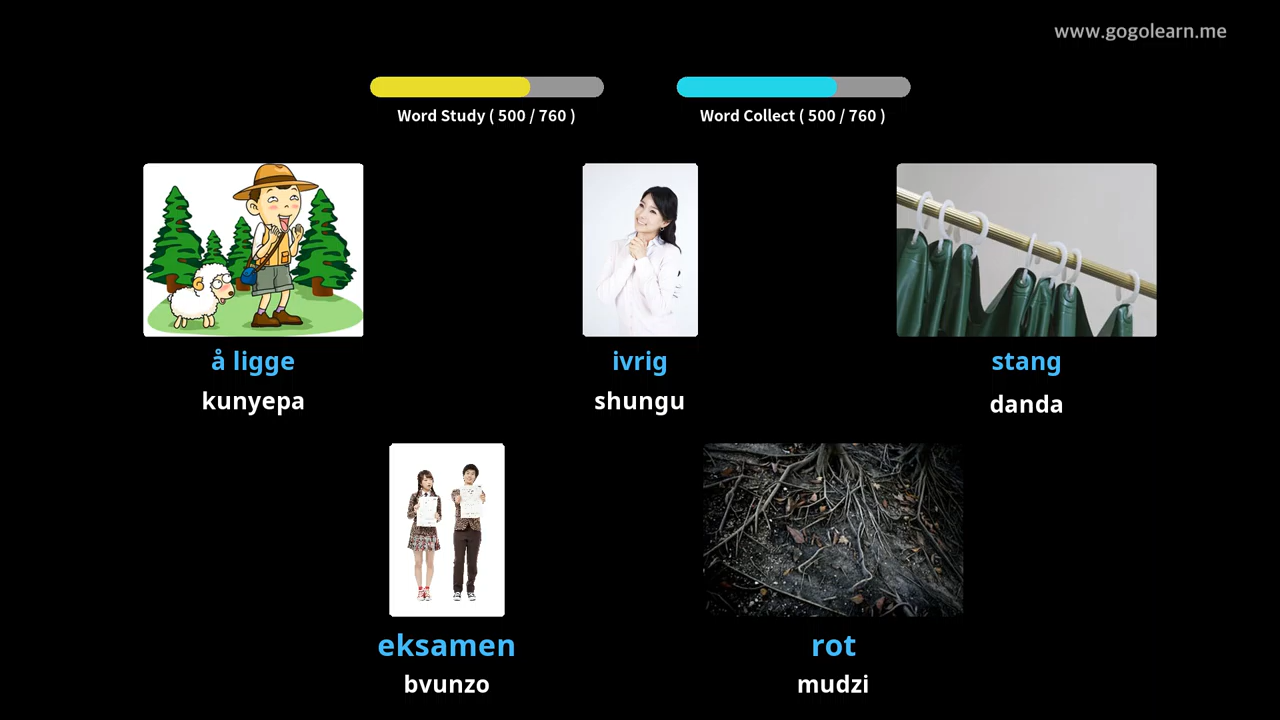 www.gogolearn.me
Word Study ( 500 / 760 )
Word Collect ( 500 / 760 )
å ligge
kunyepa
ivrig
shungu
stang
danda
eksamen
bvunzo
rot
mudzi